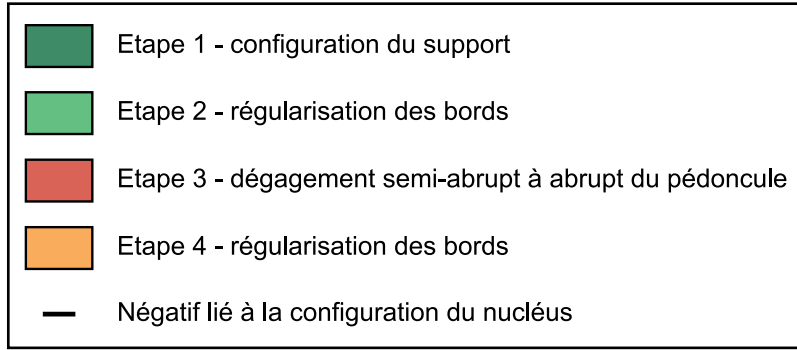 Etape 1 - configuration du support
Etape 2 - régularisation des bords
Etape 3 - dégagement semi-abrupt à abrupt du pédoncule
Etape 4 - régularisation des bords
Négatif lié à la configuration du nucléus